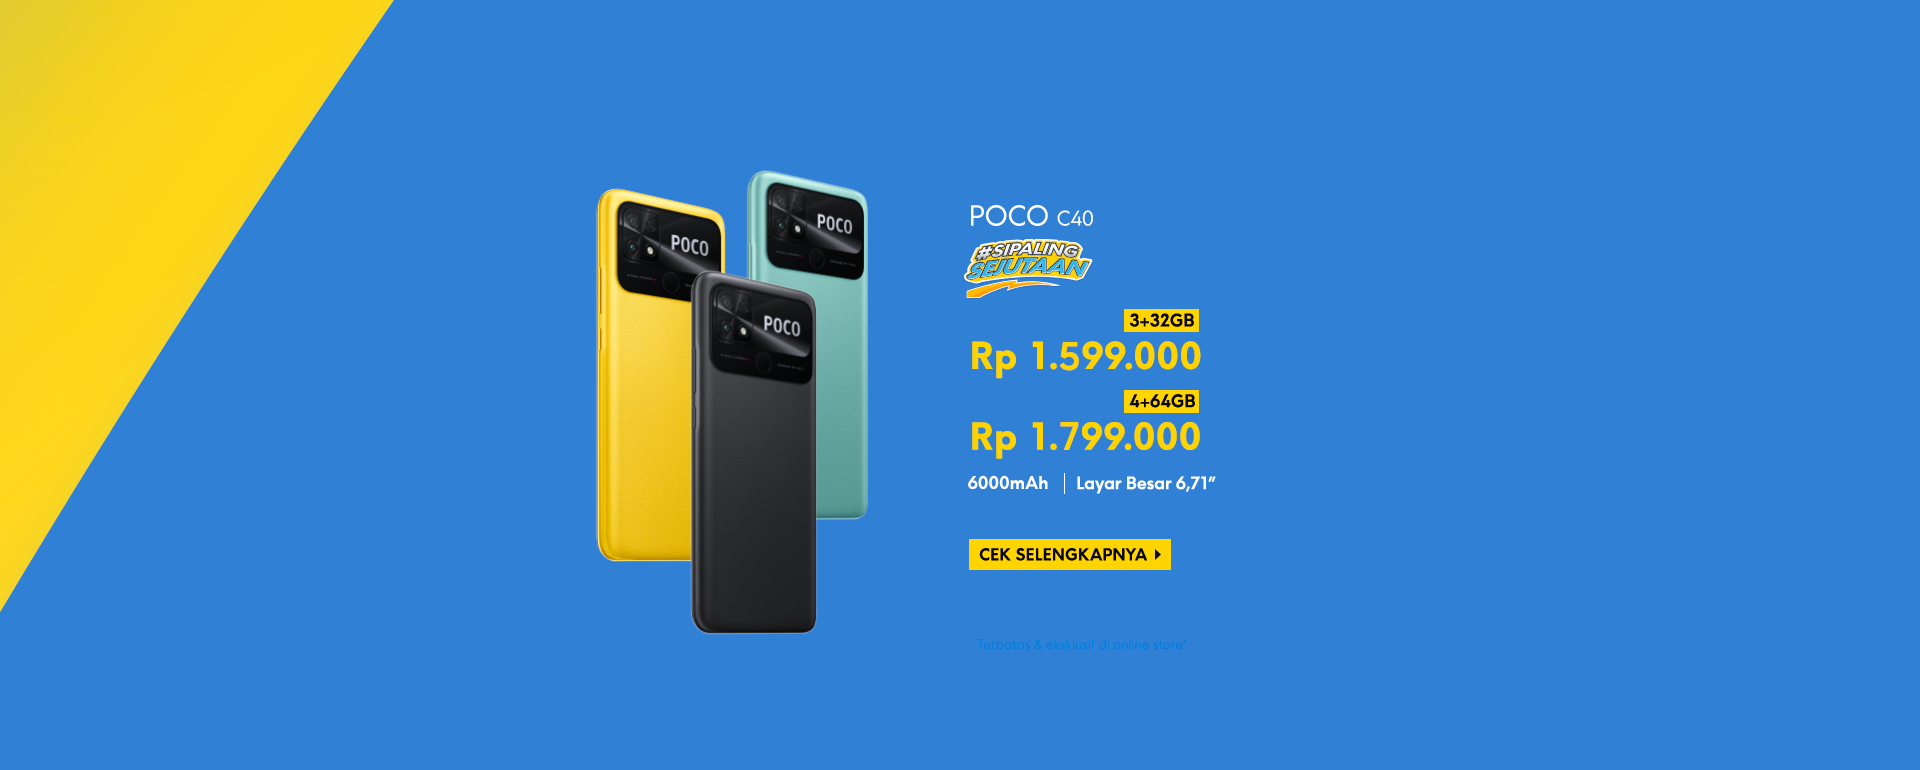 POCO
POCO
POCO
POCO C40
#SIPALING
SEJUTAAN
3+32GB
Rp 1.599.000
4+64GB
Rp 1.799.000
6000mAh | Layar Besar 6,71”
CEK SELENGKAPNYA
Terbatas & eksklusif di online store*